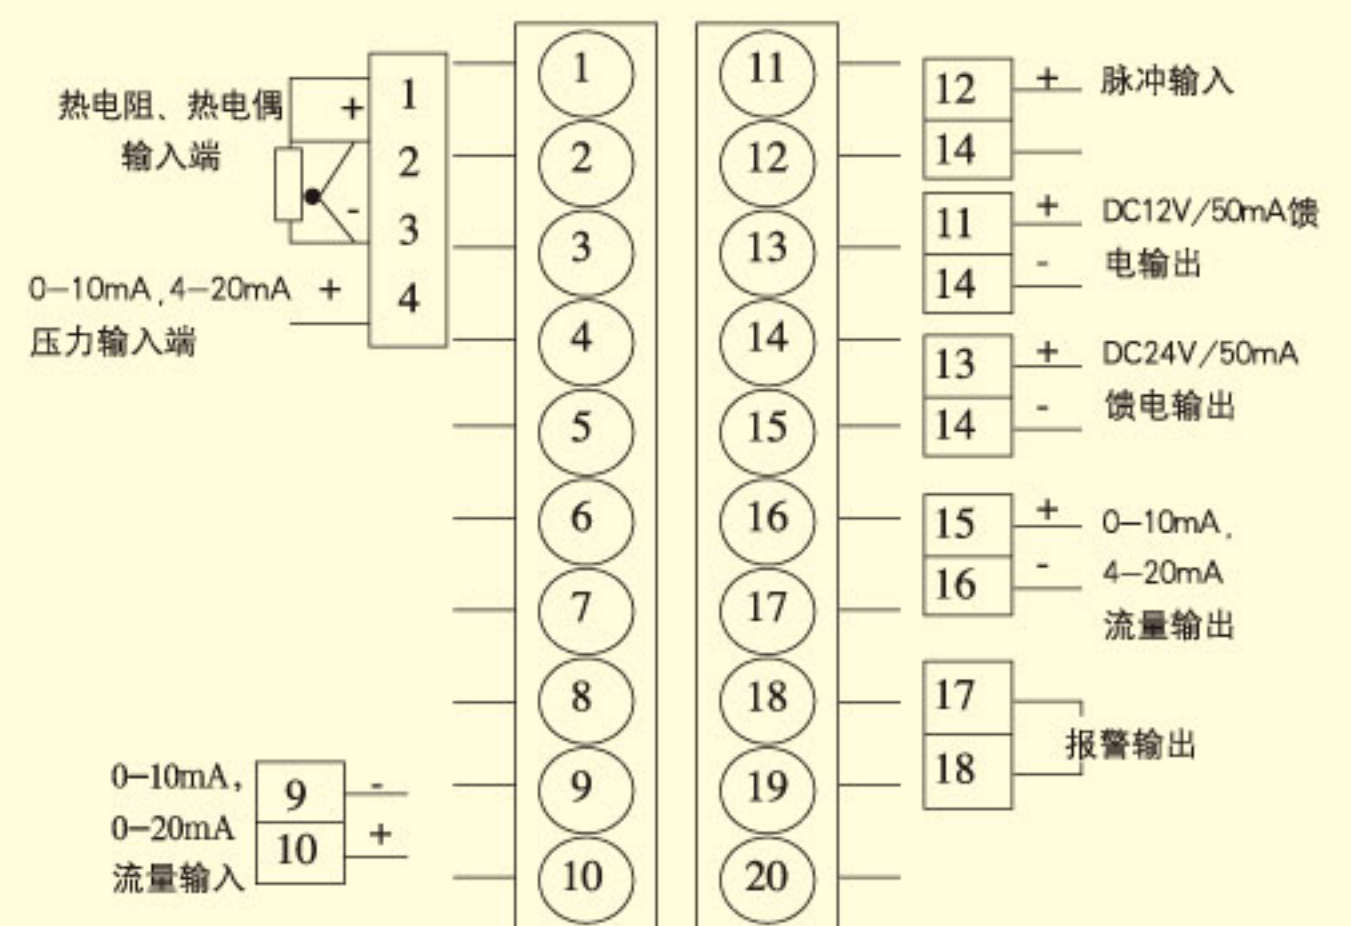 热电阻、热电偶
输入端
+
-
1
2
3
4
0-10mA,4-20mA +
压力输入端
0-10mA,
0-20mA
流量输入
9 -
10 +
1
2
3
4
5
6
7
8
9
10
11
12
13
14
15
16
17
18
19
20
12 + 脉冲输入
14
11 + DC12V/50mA馈
14 - 电输出
13 + DC24V/50mA
14 - 馈电输出
15 + 0-10mA,
16 - 4-20mA
流量输出
17
18
报警输出